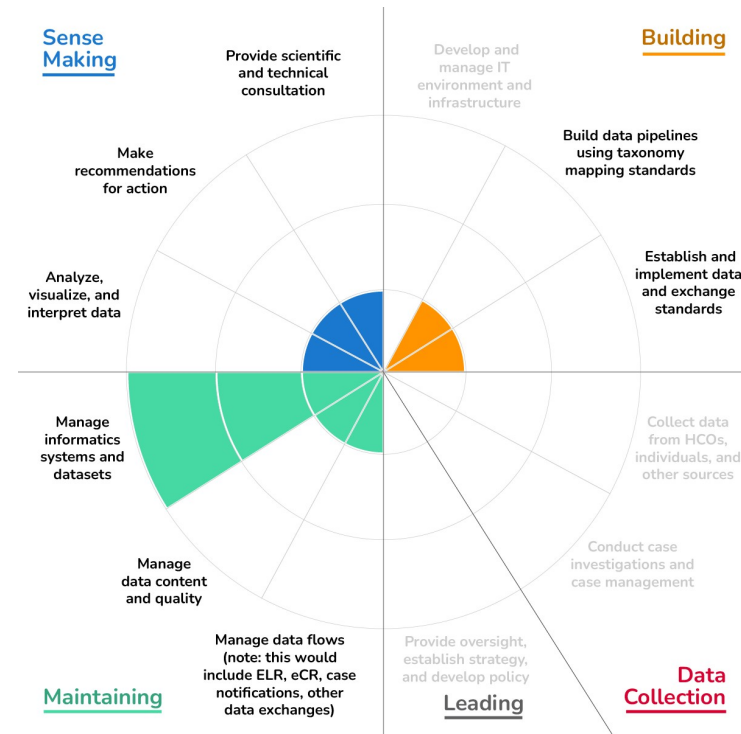 Sense
Making
Provide scientific
and technical
consultation
Develop and
manage IT
environment and
infrastructure
Building
Make
recommendations
for action
Build data pipelines
using taxonomy
mapping standards
Analyze,
visualize, and
interpret data
Establish and
implement data
and exchange
standards
Manage
informatics
systems and
datasets
Collect data
from HCOs,
individuals, and
other sources
Manage
data content
and quality
Conduct case
investigations and
case management
Manage data flows
(note: this would
include ELR, eCR, case
notifications, other
data exchanges)
Provide oversight,
establish strategy,
and develop policy
Maintaining
Leading
Data
Collection